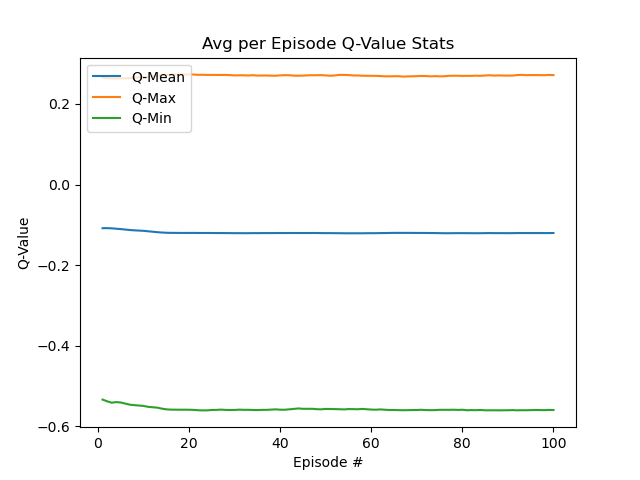 Avg per Episode Q-Value Stats
Q-Mean
Q-Max
Q-Min
Q-Value
0.2
0.0
−0.2
−0.4
−0.6
0 20 40 60 80 100
Episode #